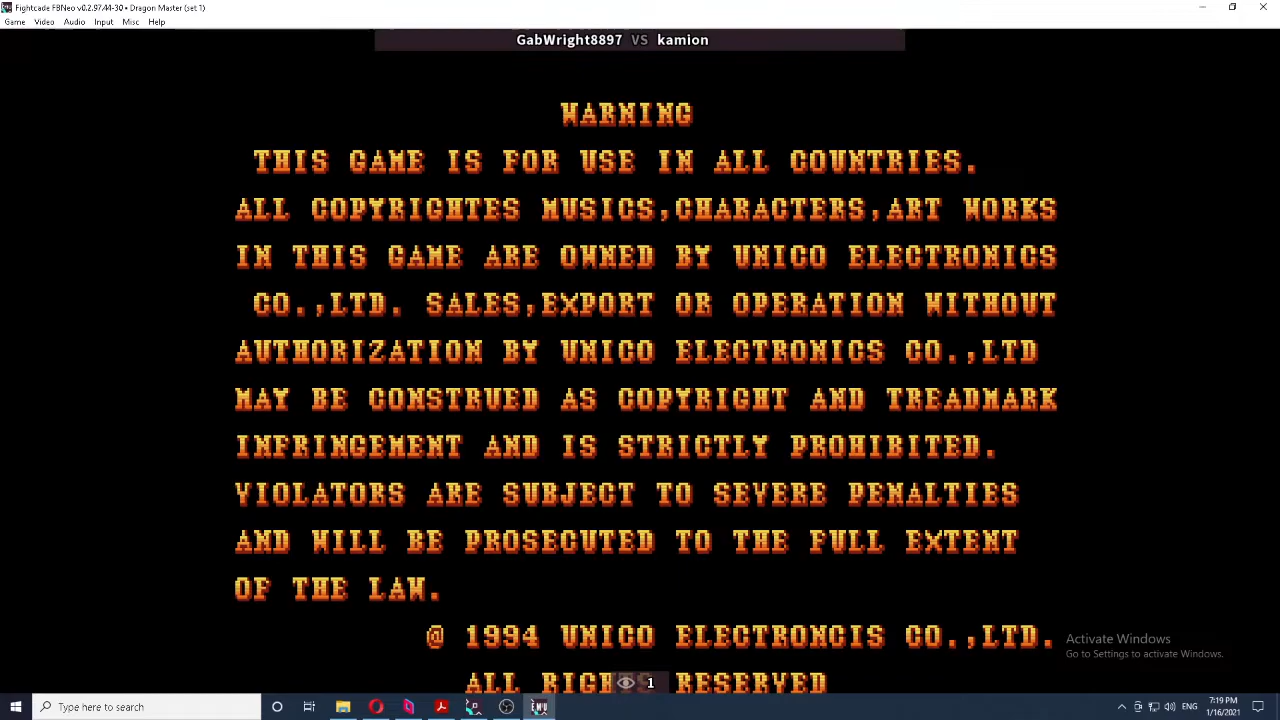 Fightcade FBNeo v0.2.97.44-30 • Dragon Master (set 1)
Game Video Audio Input Misc Help
GabWright8897 VS kamion
WARNING
THIS GAME IS FOR USE IN ALL COUNTRIES.
ALL COPYRIGHTES MUSICS,CHARACTERS,ART WORKS
IN THIS GAME ARE OWNED BY UNICO ELECTRONICS
CO.,LTD. SALES,EXPORT OR OPERATION WITHOUT
AUTHORIZATION BY UNICO ELECTRONICS CO.,LTD
MAY BE CONSTRUED AS COPYRIGHT AND TREADMARK
INFRINGEMENT AND IS STRICTLY PROHIBITED.
VIOLATORS ARE SUBJECT TO SEVERE PENALTIES
AND WILL BE PROSECUTED TO THE FULL EXTENT
OF THE LAW.
@ 1994 UNICO ELECTRONCIS CO.,LTD.
Activate Windows
Go to Settings to activate Windows.
ALL RIGHTS RESERVED
1
Type here to search
ENG
7:19 PM
1/16/2021